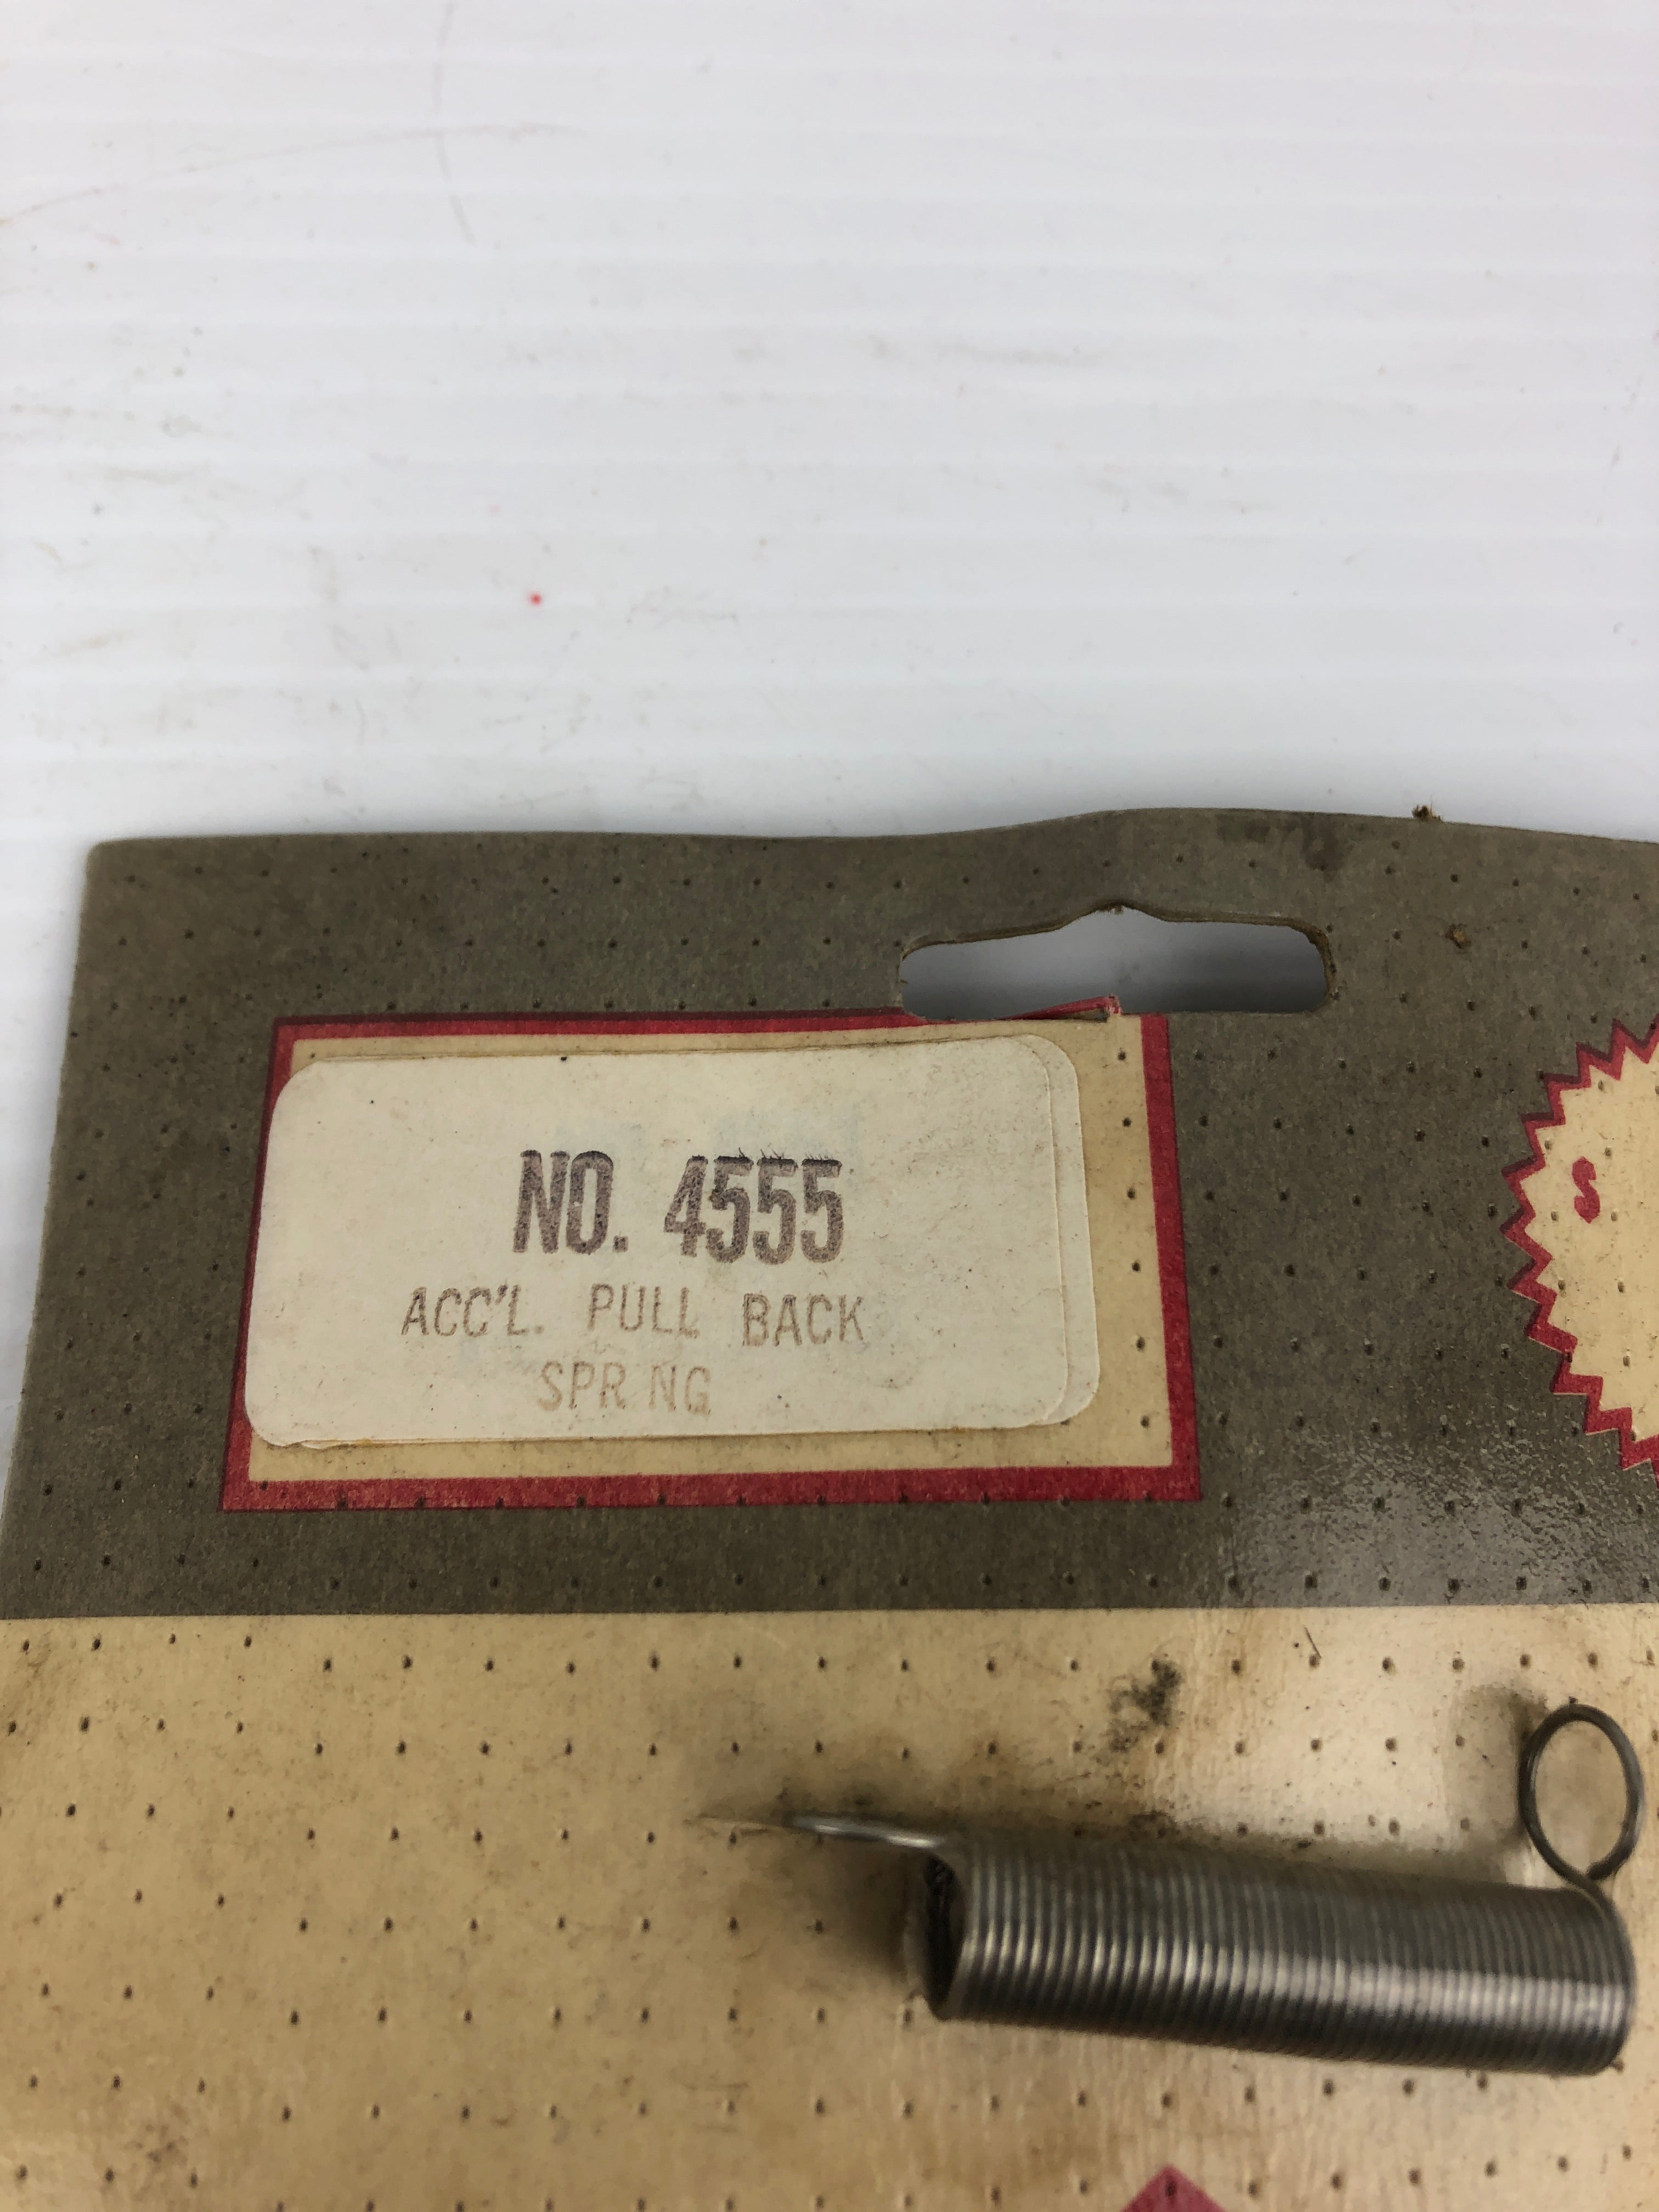 NO. 4555
ACC'L. PULL BACK
SPR NG
S